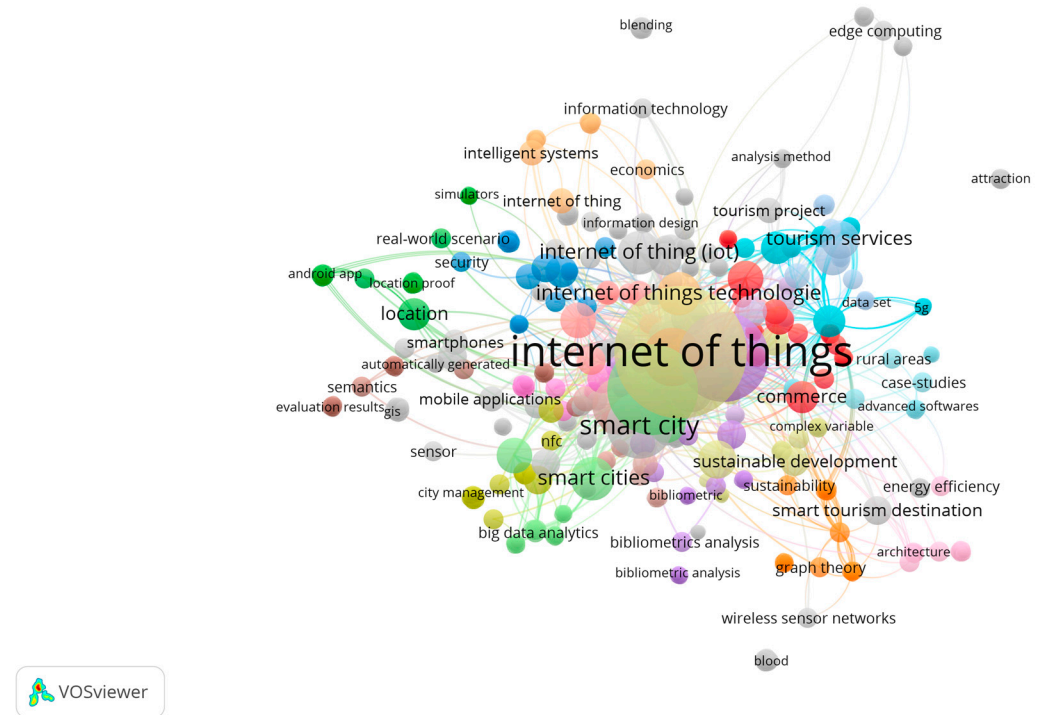 blending
edge computing
information technology
intelligent systems
analysis method
economics
attraction
simulators
internet of thing
tourism project
information design
real-world scenario
internet of thing (iot)
tourism services
security
android app
location proof
internet of things technologie
data set
5g
location
smartphones
internet of things
rural areas
automatically generated
semantics
case-studies
mobile applications
commerce
advanced softwares
evaluation results
gis
smart city
complex variable
nfc
sensor
sustainable development
smart cities
city management
bibliometric
sustainability
energy efficiency
smart tourism destination
big data analytics
bibliometrics analysis
architecture
bibliometric analysis
graph theory
wireless sensor networks
blood
VOSviewer